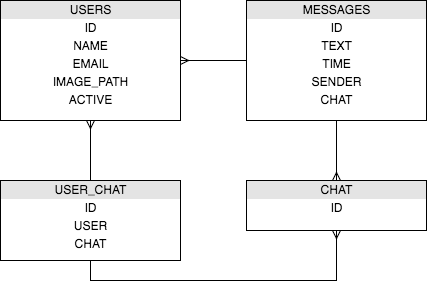 USERS
ID
NAME
EMAIL
IMAGE_PATH
ACTIVE
MESSAGES
ID
TEXT
TIME
SENDER
CHAT
USER_CHAT
ID
USER
CHAT
CHAT
ID